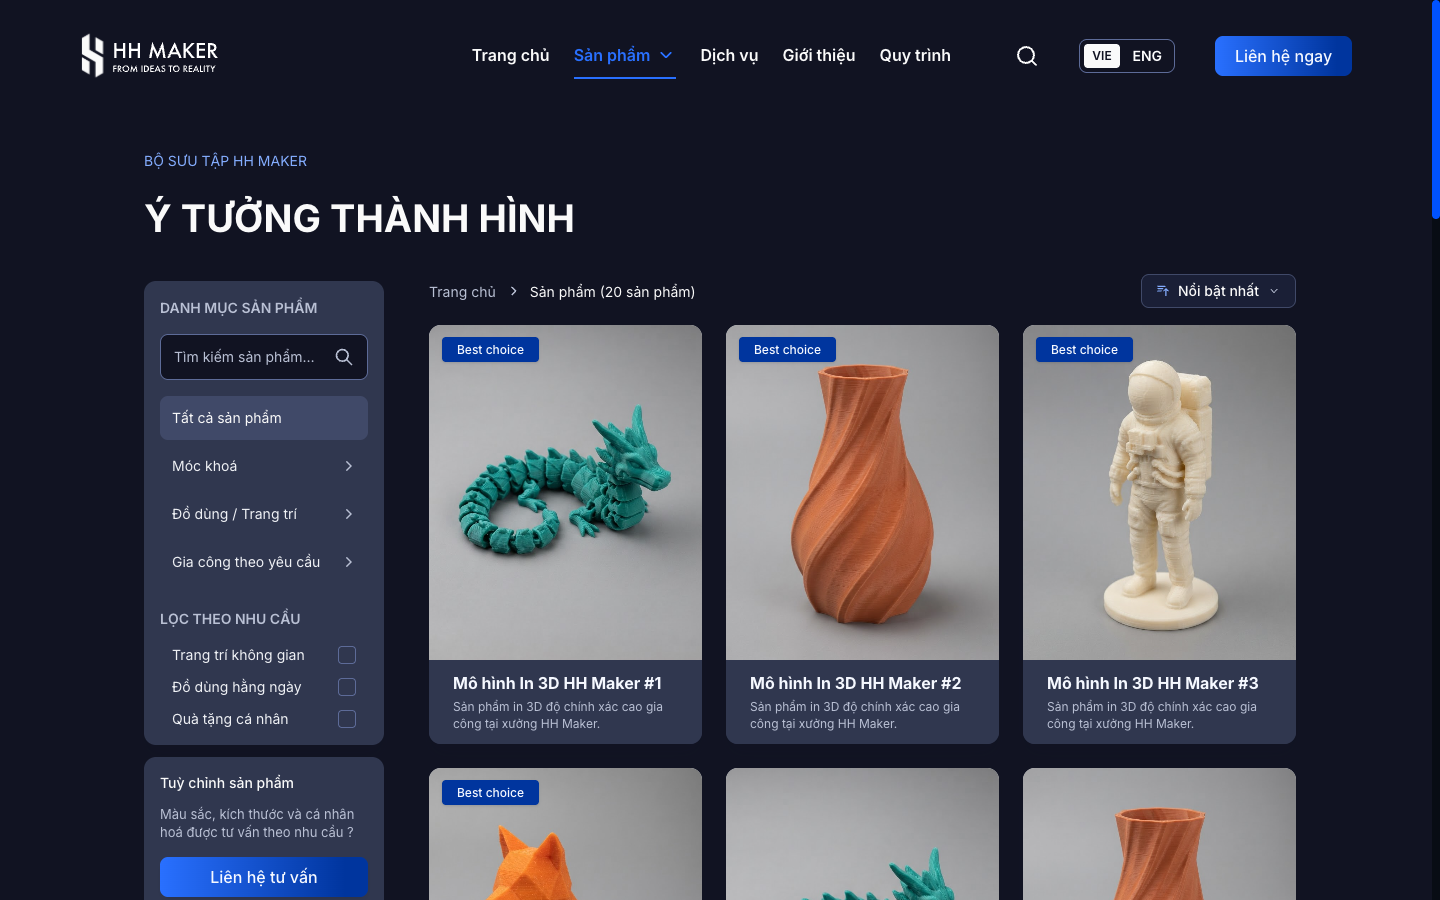 HH MAKER
FROM IDEAS TO REALITY
Trang chủ
Sản phẩm
Dịch vụ
Giới thiệu
Quy trình
VIE
ENG
Liên hệ ngay
BỘ SƯU TẬP HH MAKER
Ý TƯỞNG THÀNH HÌNH
DANH MỤC SẢN PHẨM
Tìm kiếm sản phẩm...
Tất cả sản phẩm
Móc khoá
Đồ dùng / Trang trí
Gia công theo yêu cầu
LỌC THEO NHU CẦU
Trang trí không gian
Đồ dùng hằng ngày
Quà tặng cá nhân
Tuỳ chỉnh sản phẩm
Màu sắc, kích thước và cá nhân
hoá được tư vấn theo nhu cầu ?
Liên hệ tư vấn
Trang chủ
Sản phẩm (20 sản phẩm)
Nổi bật nhất
Best choice
Mô hình In 3D HH Maker #1
Sản phẩm in 3D độ chính xác cao gia
công tại xưởng HH Maker.
Best choice
Mô hình In 3D HH Maker #2
Sản phẩm in 3D độ chính xác cao gia
công tại xưởng HH Maker.
Best choice
Mô hình In 3D HH Maker #3
Sản phẩm in 3D độ chính xác cao gia
công tại xưởng HH Maker.
Best choice